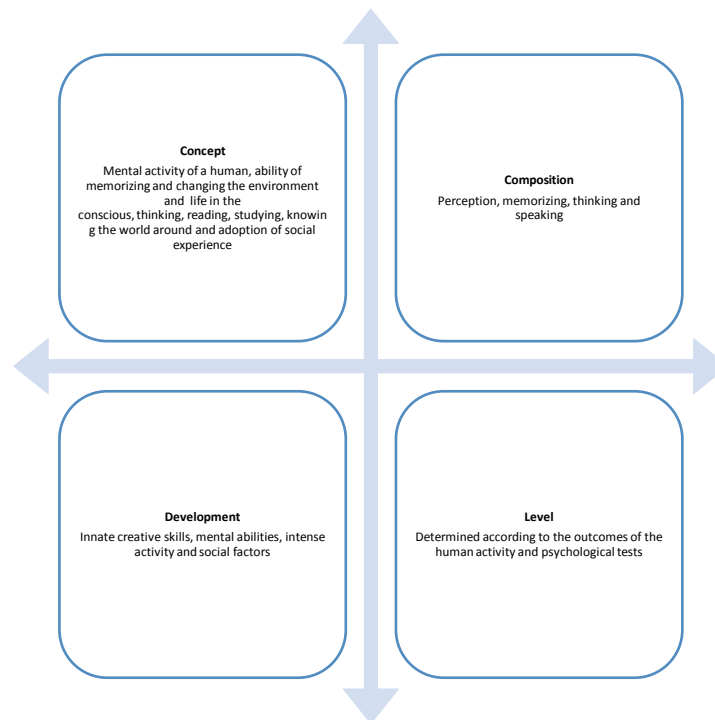 Concept
Mental activity of a human, ability of
memorizing and changing the environment
and life in the
conscious, thinking, reading, studying, knowin
g the world around and adoption of social
experience
Composition
Perception, memorizing, thinking and
speaking
Development
Innate creative skills, mental abilities, intense
activity and social factors
Level
Determined according to the outcomes of the
human activity and psychological tests